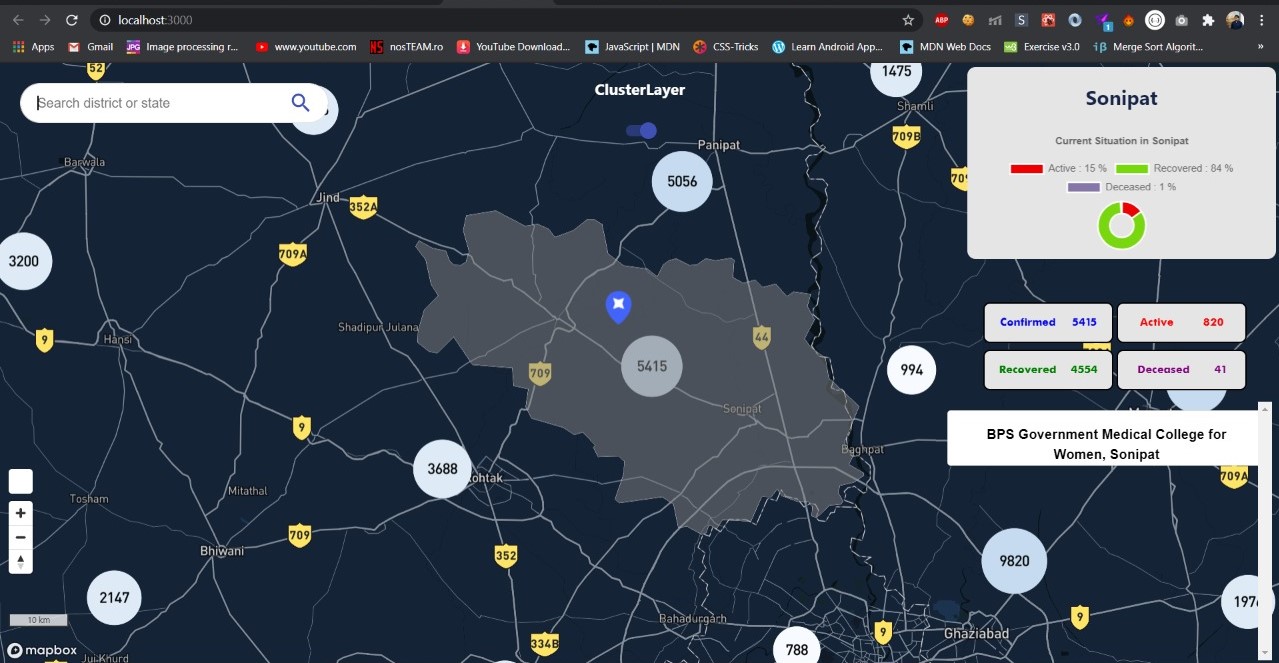 localhost:3000
ABP
S
1
Apps
Gmail
JPG
Image processing r...
www.youtube.com
NS
nosTEAM.ro
YouTube Download...
JavaScript | MDN
CSS-Tricks
Learn Android App...
MDN Web Docs
Exercise v3.0
Merge Sort Algorit...
»
52
Search district or state
ClusterLayer
1475
Shamli
709B
Sonipat
Current Situation in Sonipat
Active : 15 %
Recovered : 84 %
Deceased : 1 %
Barwala
Panipat
5056
Jind
352A
709A
3200
9
Hansi
Shadipur Julana
44
5415
709
994
Confirmed 5415
Active 820
Recovered 4554
Deceased 41
Sonipat
BPS Government Medical College for
Women, Sonipat
9
Baghpat
3688
709A
Mitathal
Tosham
+
−
709
352
Bhiwani
9820
2147
10 km
Bahadurgarh
9
9
Ghaziabad
334B
788
mapbox
Jui Khurd